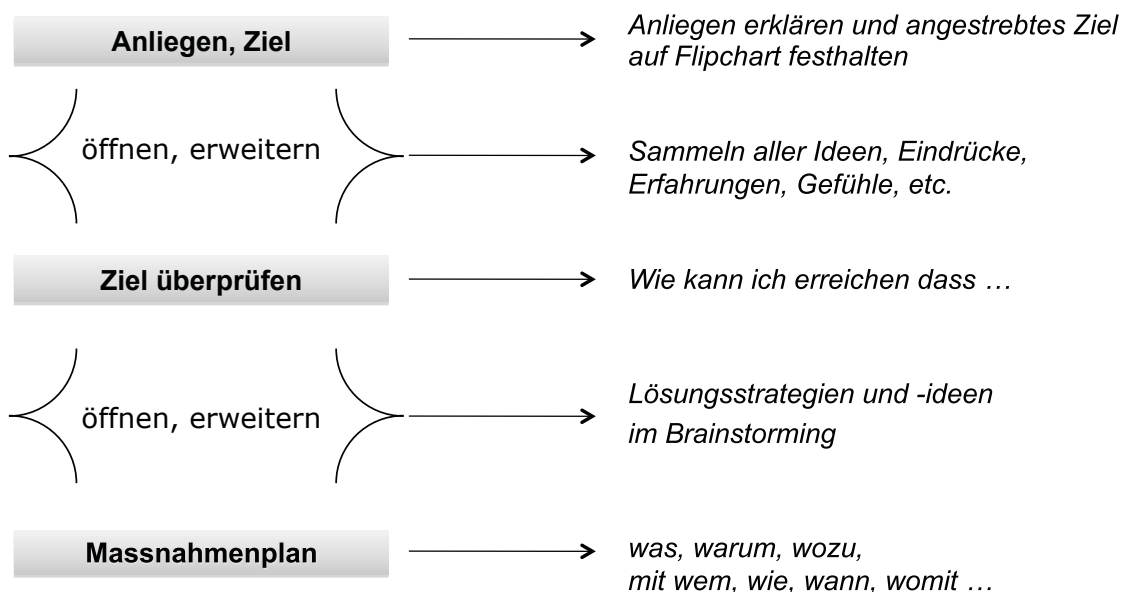 Anliegen, Ziel
Anliegen erklären und angestrebtes Ziel
auf Flipchart festhalten
öffnen, erweitern
Sammeln aller Ideen, Eindrücke,
Erfahrungen, Gefühle, etc.
Ziel überprüfen
Wie kann ich erreichen dass …
öffnen, erweitern
Lösungsstrategien und -ideen
im Brainstorming
Massnahmenplan
was, warum, wozu,
mit wem, wie, wann, womit …